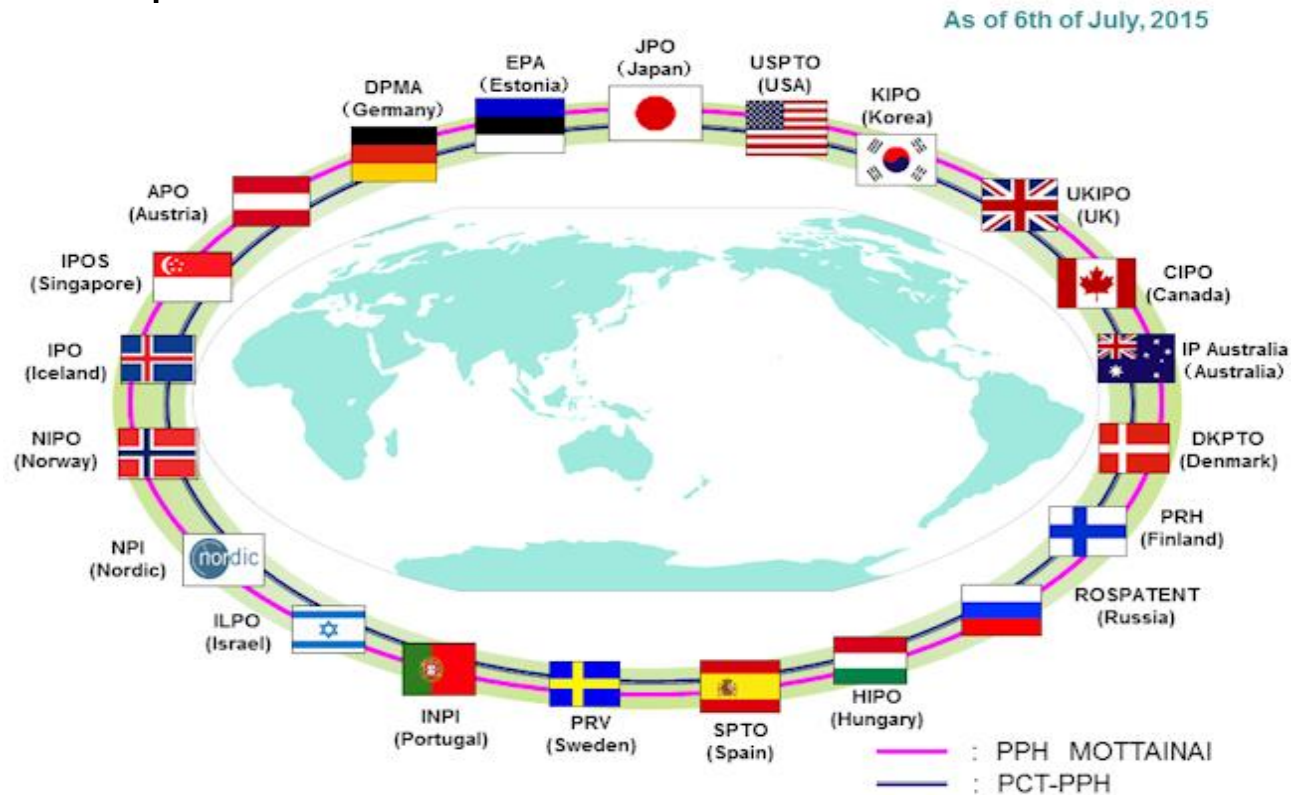 As of 6th of July, 2015
JPO
(Japan)
USPTO
(USA)
KIPO
(Korea)
UKIPO
(UK)
CIPO
(Canada)
IP Australia
(Australia)
DKPTO
(Denmark)
PRH
(Finland)
ROSPATENT
(Russia)
HIPO
(Hungary)
SPTO
(Spain)
PRV
(Sweden)
INPI
(Portugal)
ILPO
(Israel)
NPI
(Nordic)
nordic
NIPO
(Norway)
IPO
(Iceland)
IPOS
(Singapore)
APO
(Austria)
DPMA
(Germany)
EPA
(Estonia)
: PPH MOTTAINAI
: PCT-PPH